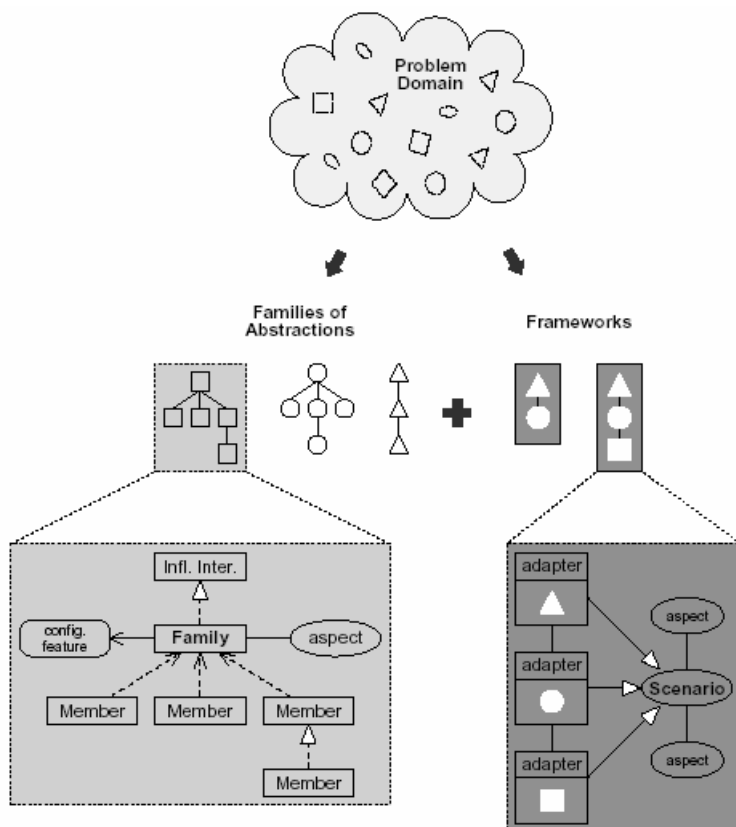 Problem
Domain
Families of
Abstractions
Frameworks
Infl. Inter.
config.
feature
Family
aspect
Member
Member
Member
Member
adapter
adapter
adapter
aspect
Scenario
aspect